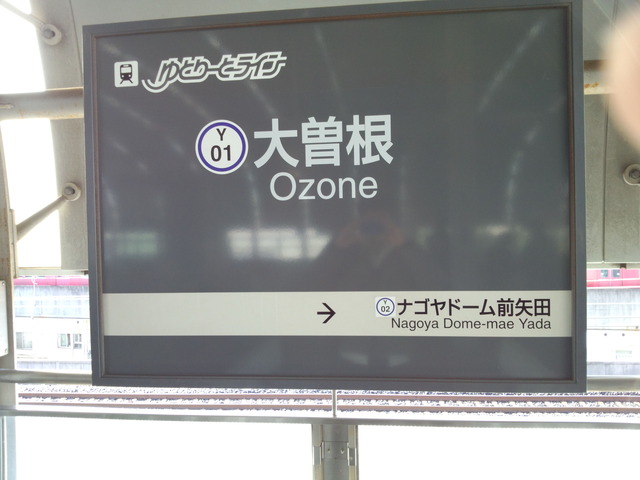 ゆとりーとライン
Y
01
大曽根
Ozone
→
Y
02
ナゴヤドーム前矢田
Nagoya Dome-mae Yada